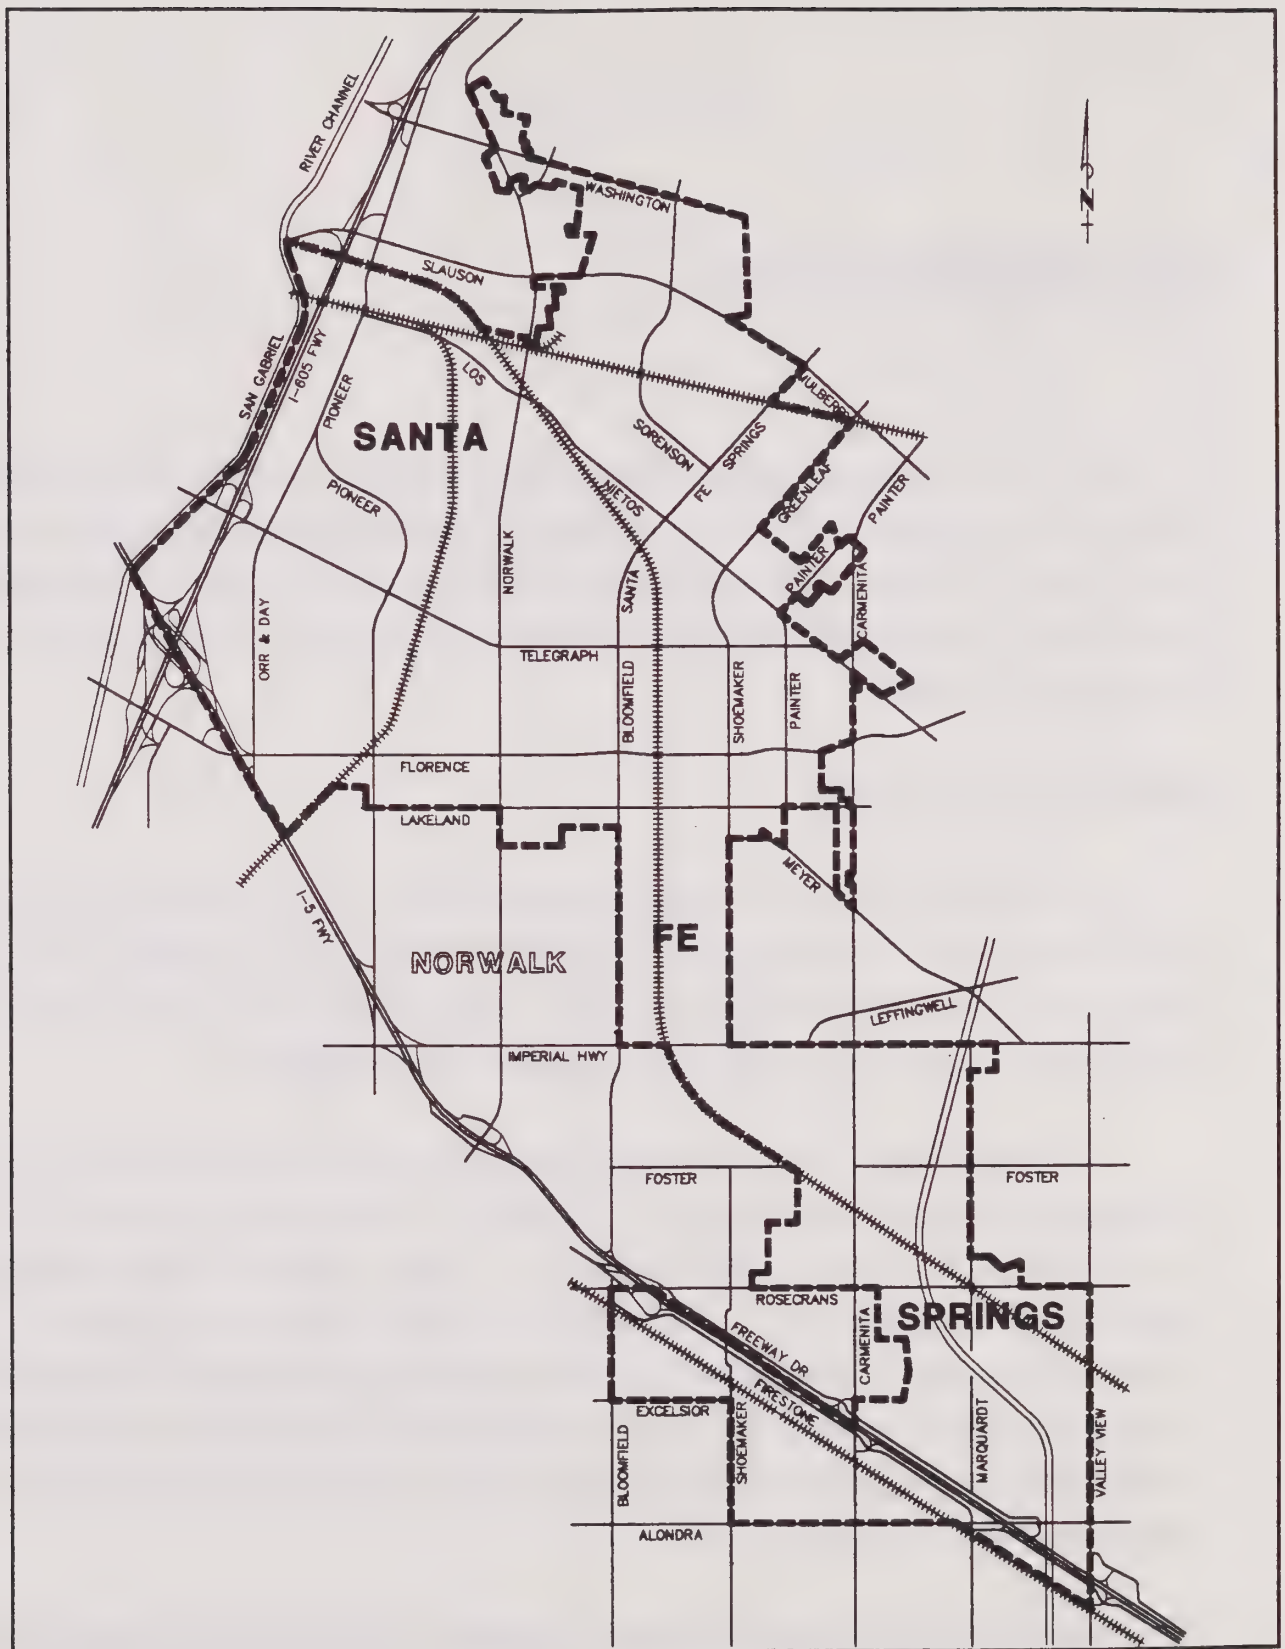 RIVER CHANNEL
N
WASHINGTON
SLAUSON
SAN GABRIEL
I-605 FWY
PIONEER
LOS
MULBERRY
SANTA
SORENSON
SPRINGS
FE
NIETOS
GREENLEAF
PAINTER
PIONEER
NORWALK
SANTA
PAINTER
CARMENITA
ORR & DAY
TELEGRAPH
BLOOMFIELD
SHOEMAKER
PAINTER
FLORENCE
LAKELAND
MEYER
I-5 FWY
NORWALK
FE
LEFFINGWELL
IMPERIAL HWY
FOSTER
FOSTER
ROSECRANS
SPRINGS
FREEWAY DR
CARMENITA
FIRESTONE
EXCELSIOR
BLOOMFIELD
SHOEMAKER
MARQUARDT
VALLEY VIEW
ALONDRA